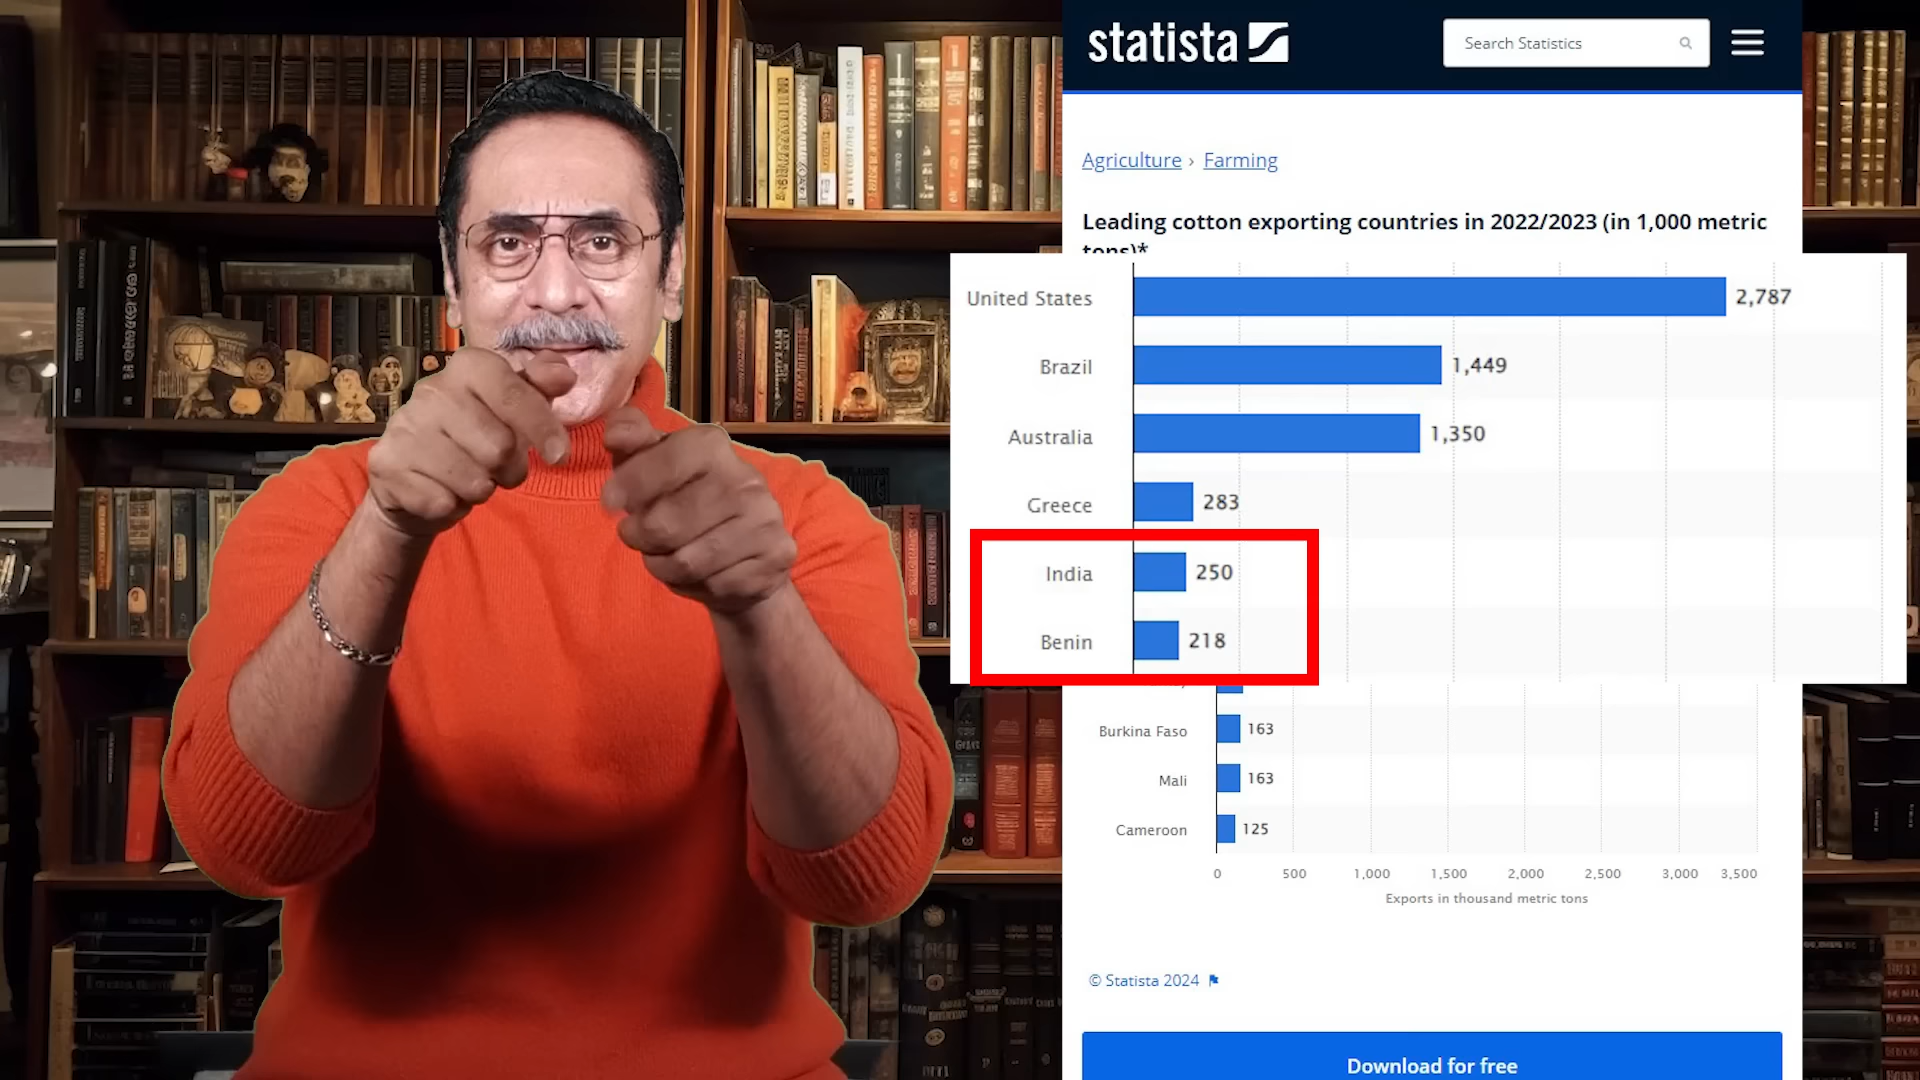 statista
Search Statistics
Agriculture › Farming
Leading cotton exporting countries in 2022/2023 (in 1,000 metric
tons)*
United States 2,787
Brazil 1,449
Australia 1,350
Greece 283
India 250
Benin 218
Burkina Faso 163
Mali 163
Cameroon 125
0 500 1,000 1,500 2,000 2,500 3,000 3,500
Exports in thousand metric tons
© Statista 2024
Download for free